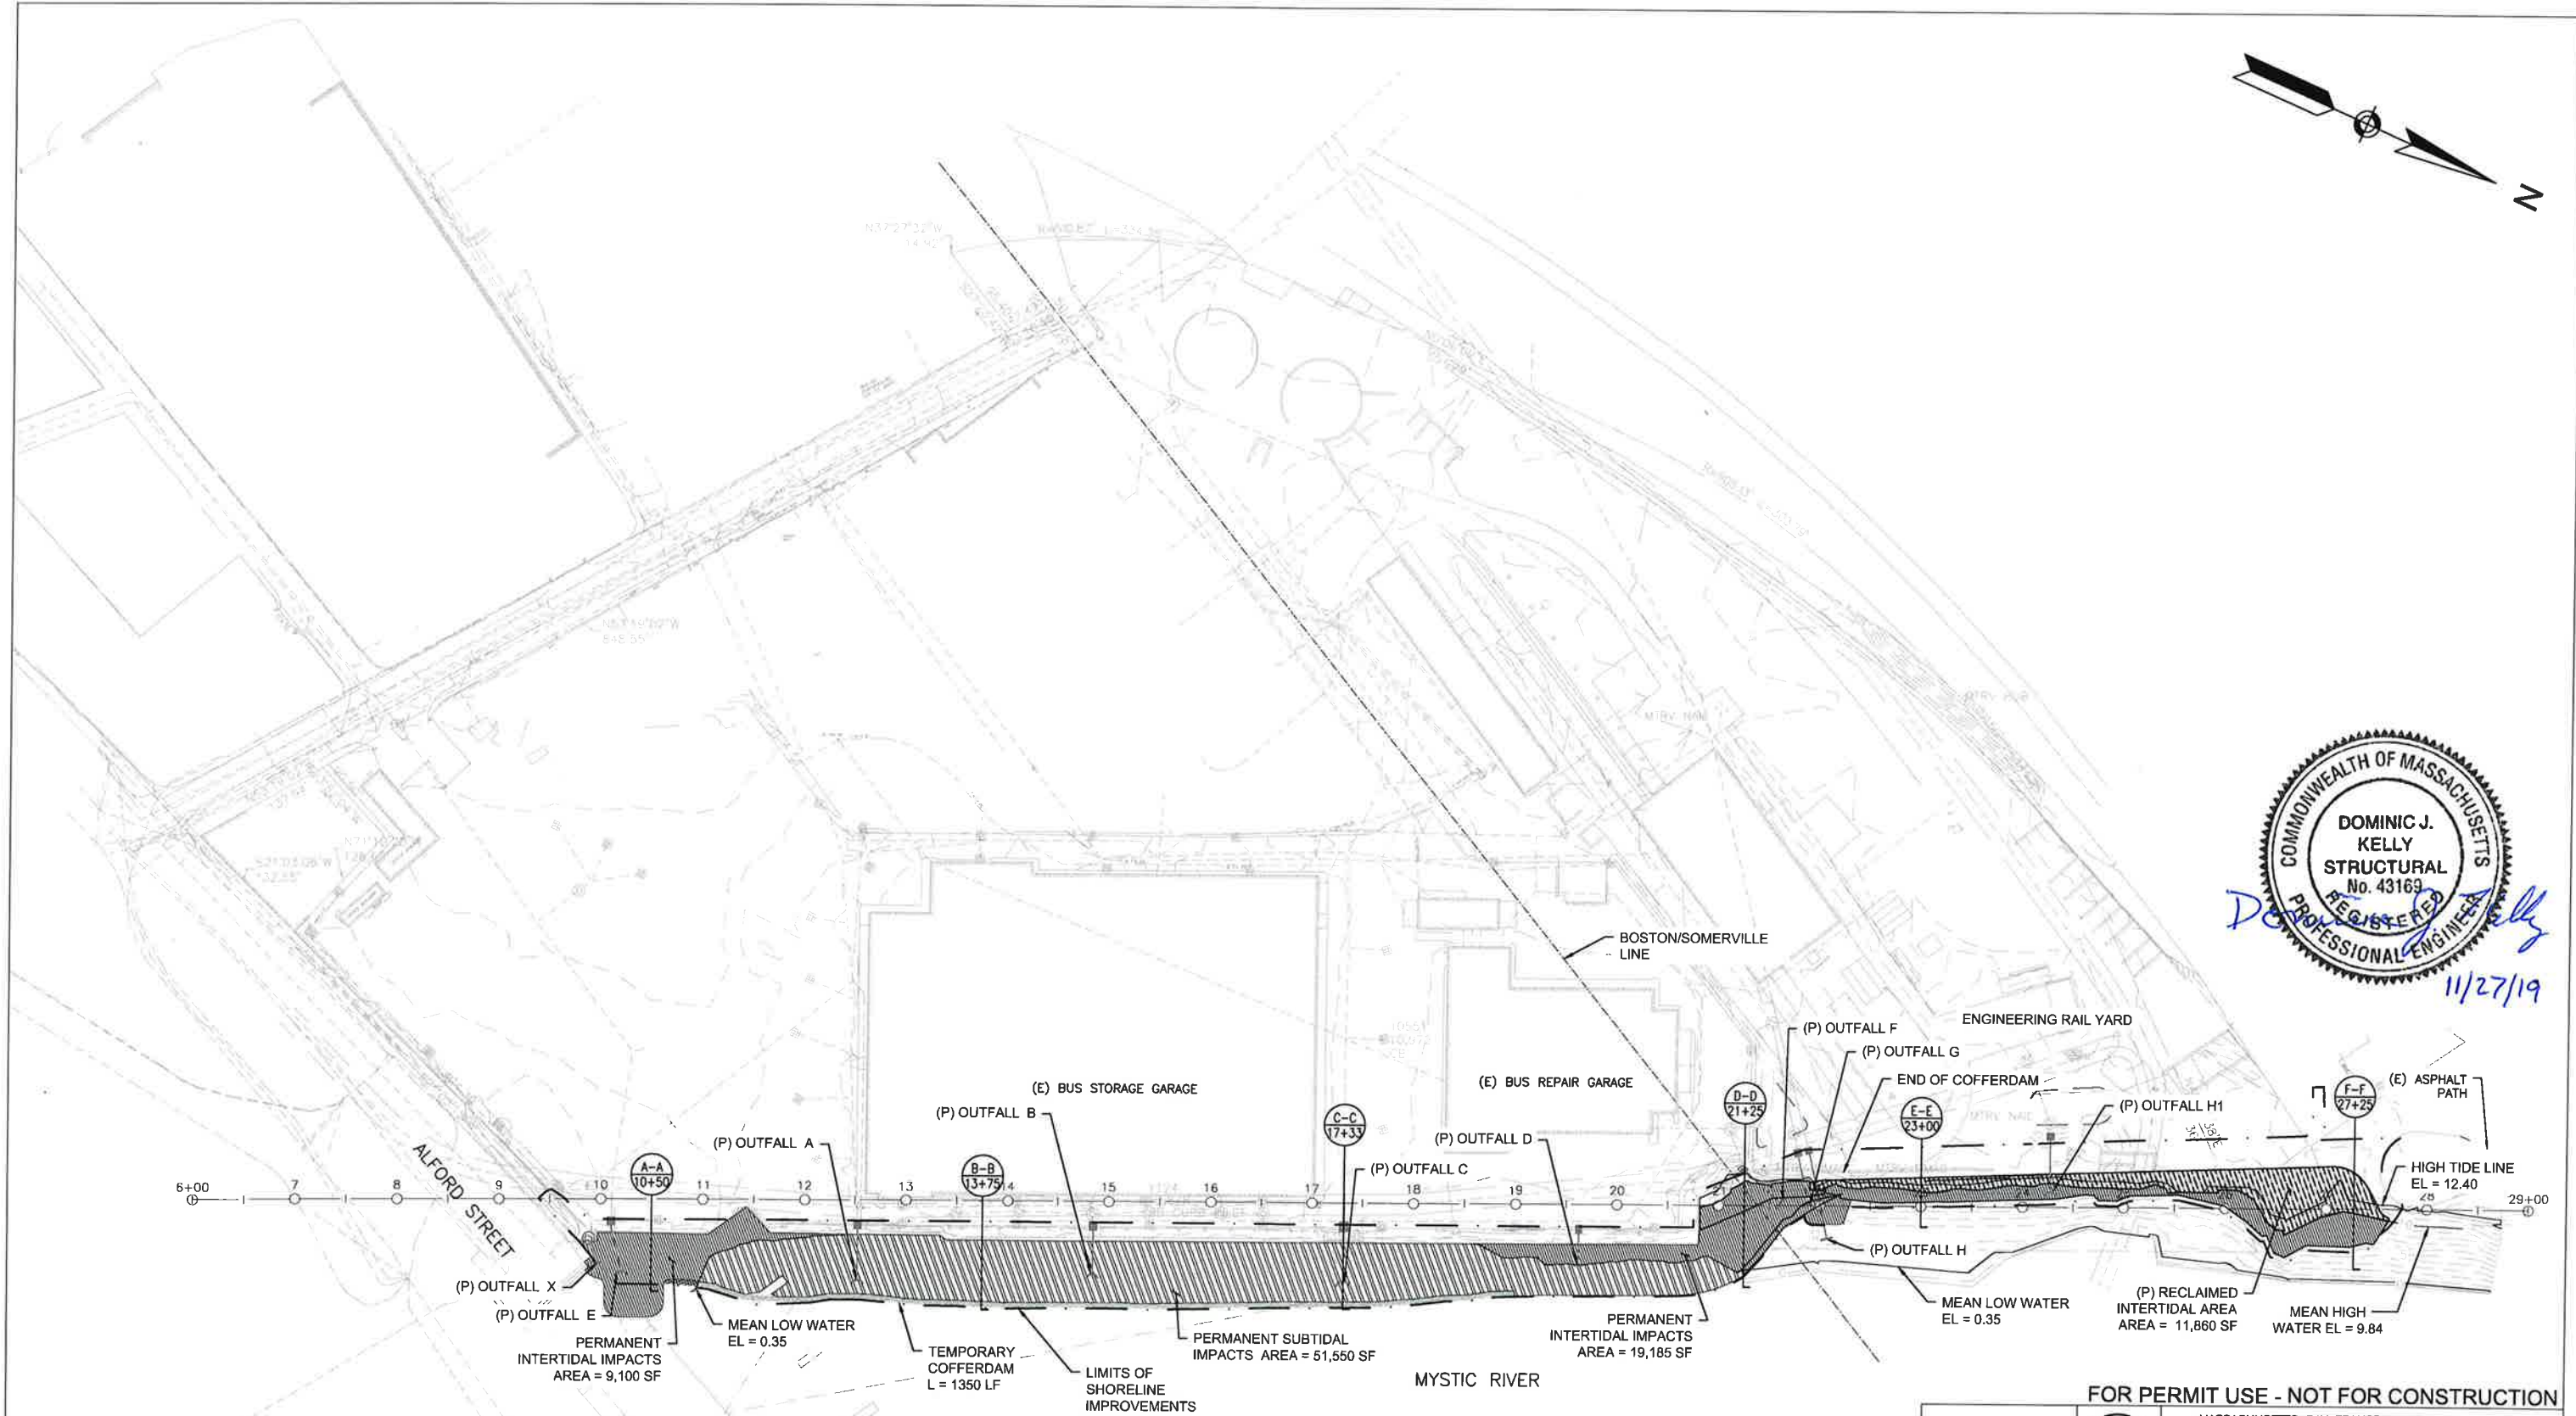 N
COMMONWEALTH OF MASSACHUSETTS
DOMINIC J.
KELLY
STRUCTURAL
No. 43169
REGISTERED
PROFESSIONAL ENGINEER
11/27/19
N37°27'32"W
BOSTON/SOMERVILLE
LINE
ENGINEERING RAIL YARD
(P) OUTFALL F
(P) OUTFALL G
END OF COFFERDAM
(P) OUTFALL H1
(E) ASPHALT
PATH
(E) BUS STORAGE GARAGE
(E) BUS REPAIR GARAGE
(P) OUTFALL A
(P) OUTFALL B
(P) OUTFALL C
(P) OUTFALL D
A-A
10+50
B-B
13+75
C-C
17+33
D-D
21+25
E-E
23+00
F-F
27+25
ALFORD STREET
6+00 7 8 9 10 11 12 13 14 15 16 17 18 19 20 21 28 29+00
HIGH TIDE LINE
EL = 12.40
(P) OUTFALL X
(P) OUTFALL E
PERMANENT
INTERTIDAL IMPACTS
AREA = 9,100 SF
MEAN LOW WATER
EL = 0.35
TEMPORARY
COFFERDAM
L = 1350 LF
LIMITS OF
SHORELINE
IMPROVEMENTS
PERMANENT SUBTIDAL
IMPACTS AREA = 51,550 SF
MYSTIC RIVER
PERMANENT
INTERTIDAL IMPACTS
AREA = 19,185 SF
(P) OUTFALL H
MEAN LOW WATER
EL = 0.35
(P) RECLAIMED
INTERTIDAL AREA
AREA = 11,860 SF
MEAN HIGH
WATER EL = 9.84
FOR PERMIT USE - NOT FOR CONSTRUCTION